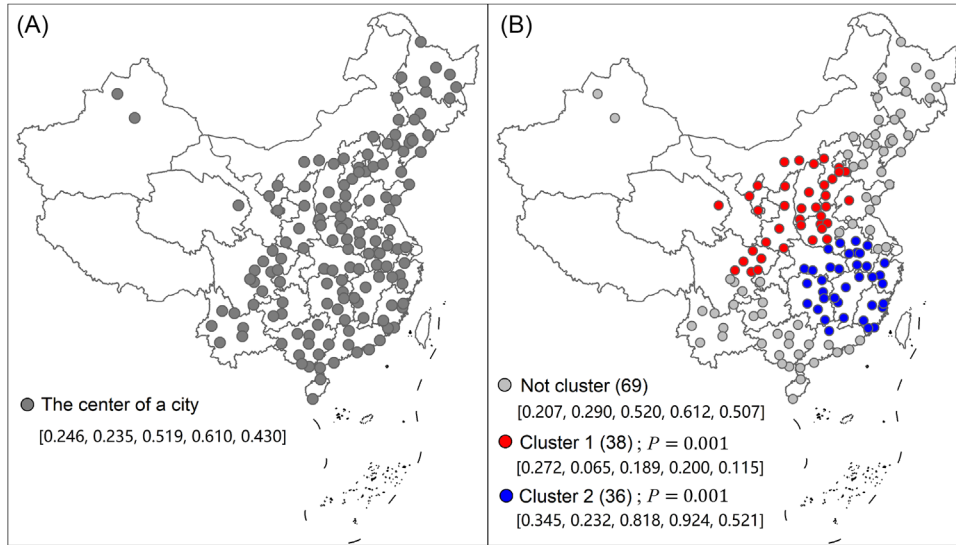 (A)
The center of a city
[0.246, 0.235, 0.519, 0.610, 0.430]
(B)
Not cluster (69)
[0.207, 0.290, 0.520, 0.612, 0.507]
Cluster 1 (38) ; P = 0.001
[0.272, 0.065, 0.189, 0.200, 0.115]
Cluster 2 (36) ; P = 0.001
[0.345, 0.232, 0.818, 0.924, 0.521]